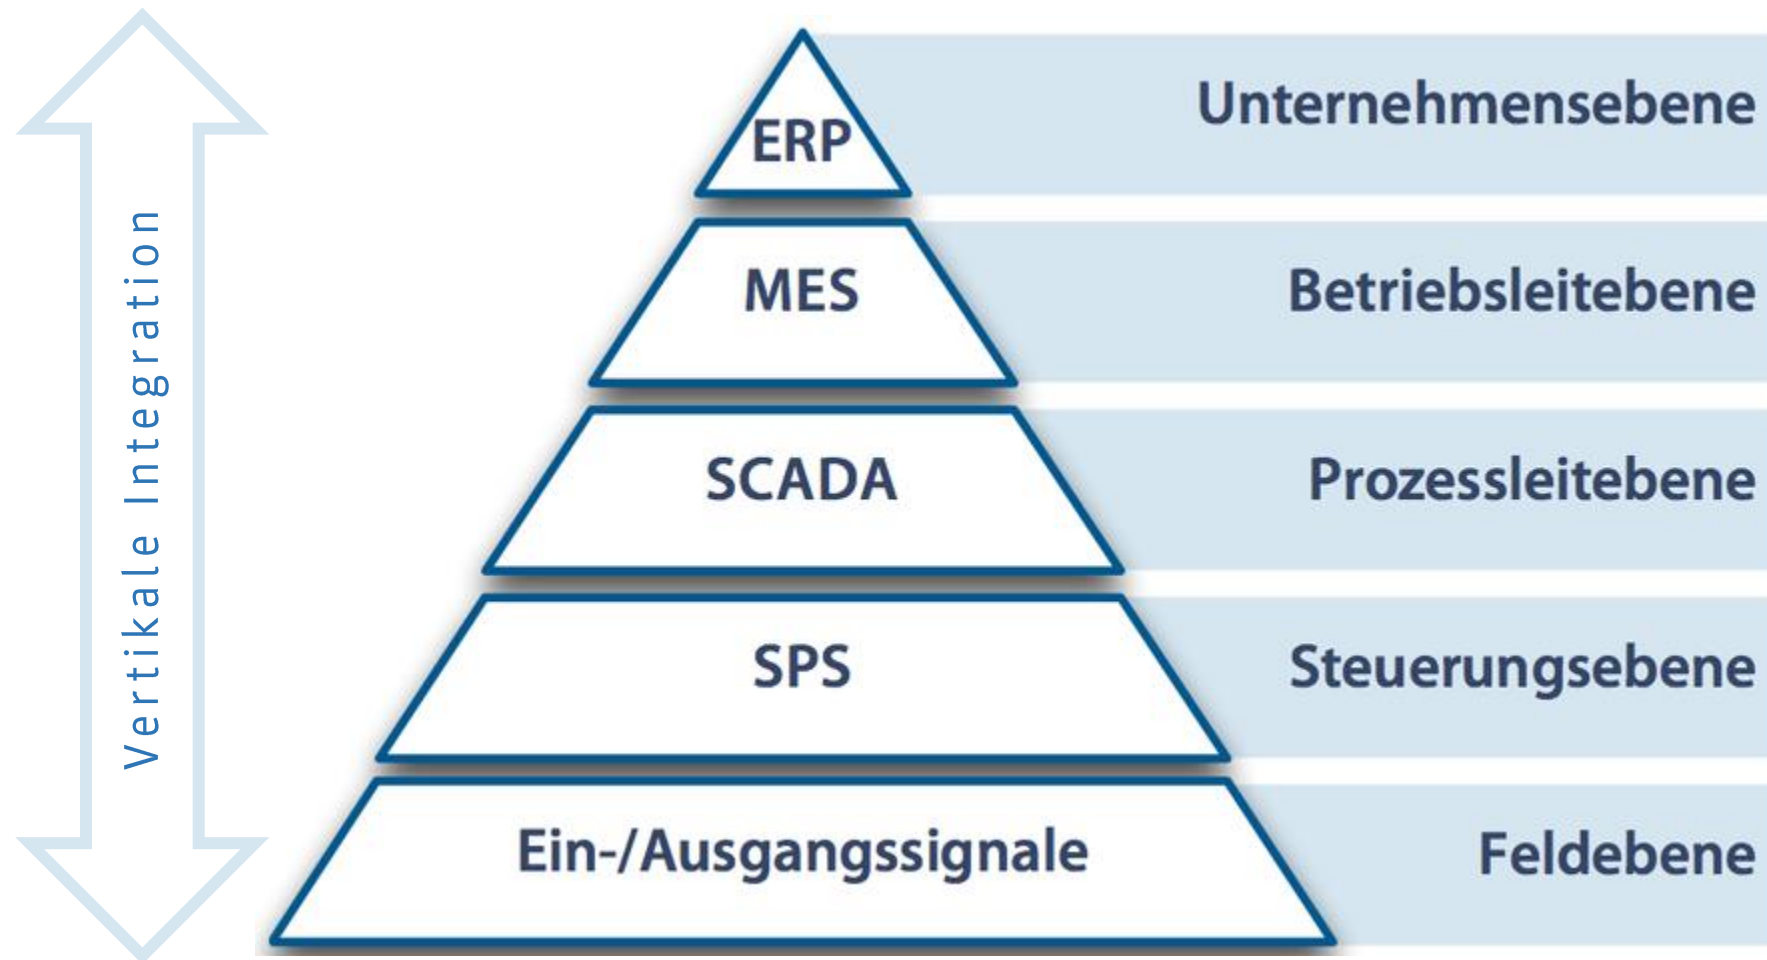 Vertikale Integration
ERP
Unternehmensebene
MES
Betriebsleitebene
SCADA
Prozessleitebene
SPS
Steuerungsebene
Ein-/Ausgangssignale
Feldebene